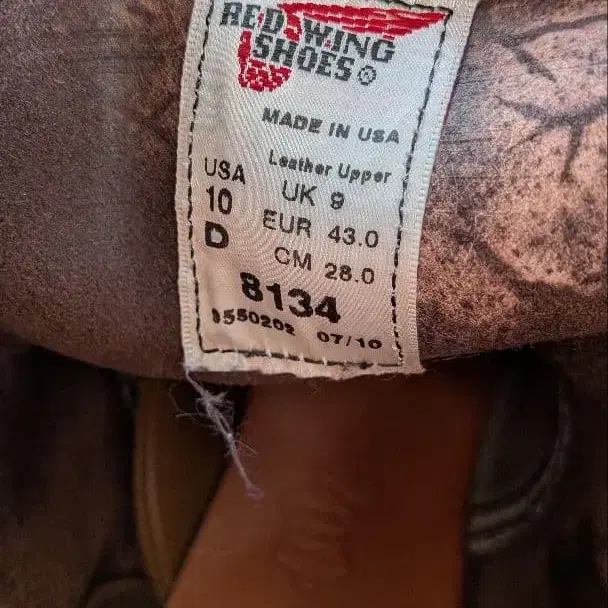 RED WING
SHOES®
MADE IN USA
Leather Upper
USA UK 9
10 EUR 43.0
D CM 28.0
8134
3550202 07/10